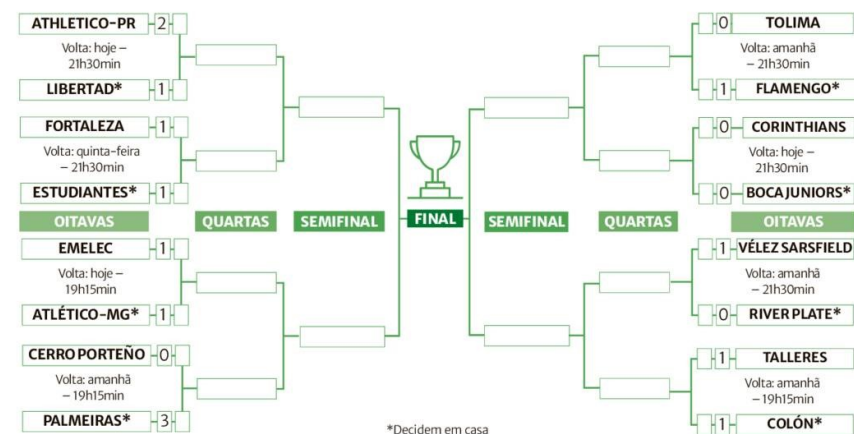 ATHLETICO-PR 2
Volta: hoje –
21h30min
LIBERTAD* 1
FORTALEZA 1
Volta: quinta-feira
– 21h30min
ESTUDIANTES* 1
OITAVAS
EMELEC 1
Volta: hoje –
19h15min
ATLÉTICO-MG* 1
CERRO PORTEÑO 0
Volta: amanhã
– 19h15min
PALMEIRAS* 3
QUARTAS
SEMIFINAL
FINAL
SEMIFINAL
QUARTAS
0 TOLIMA
Volta: amanhã
– 21h30min
1 FLAMENGO*
0 CORINTHIANS
Volta: hoje –
21h30min
0 BOCA JUNIORS*
OITAVAS
1 VÉLEZ SARSFIELD
Volta: amanhã
– 21h30min
0 RIVER PLATE*
1 TALLERES
Volta: amanhã
– 19h15min
1 COLÓN*
*Decidem em casa